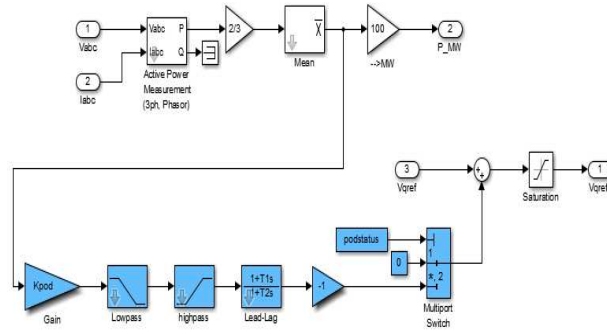 1
Vabc
2
Iabc
Vabc
Iabc
P
Q
Active Power
Measurement
(3ph, Phasor)
2/3
X
Mean
100
-->MW
2
P_MW
3
Vqref
++
Saturation
1
Vqref
podstatus
0
1
*, 2
Multiport
Switch
Kpod
Gain
Lowpass
highpass
1+T1s
1+T2s
Lead-Lag
-1